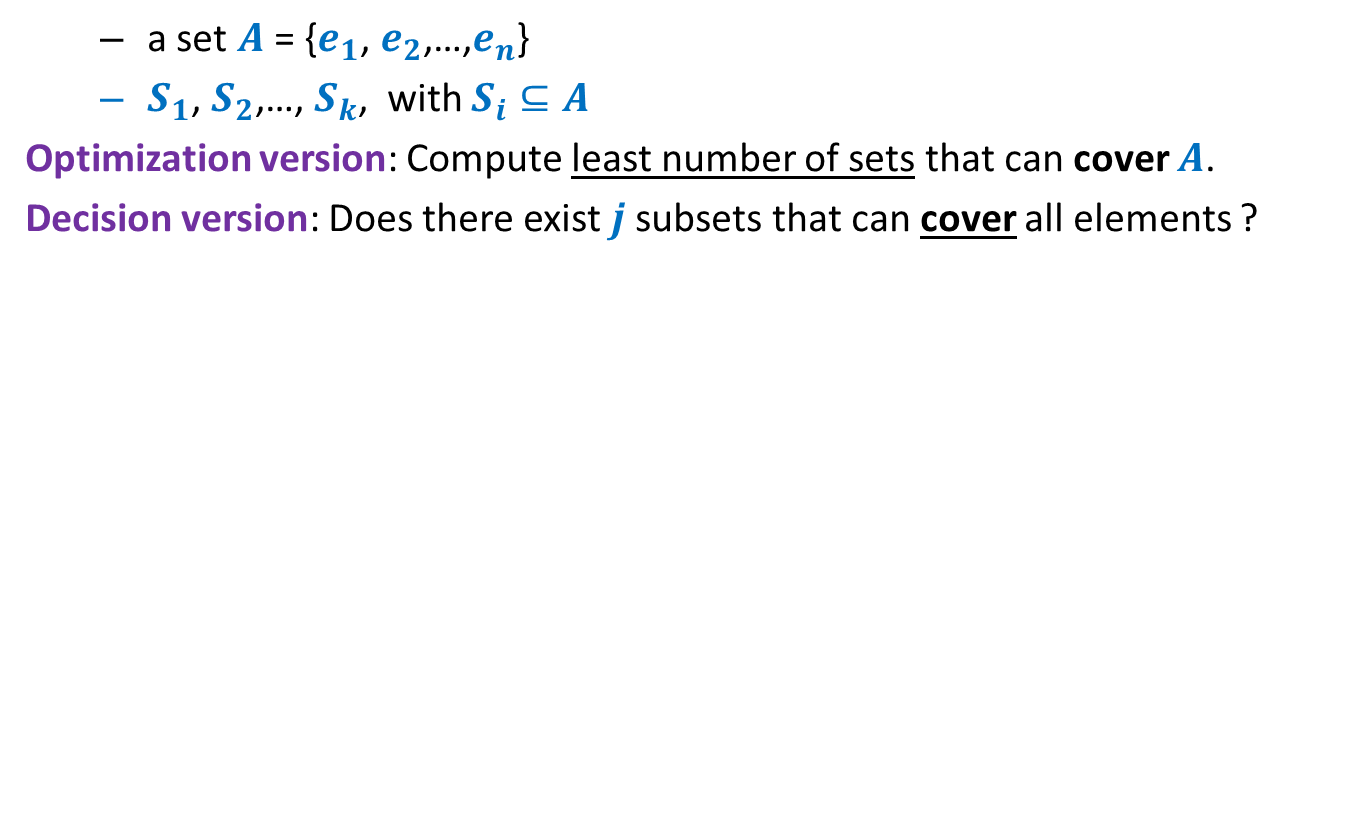 – a set A = {e₁, e₂,…,eₙ}
– S₁, S₂,…, Sₖ, with Sᵢ ⊆ A
Optimization version: Compute least number of sets that can cover A.
Decision version: Does there exist j subsets that can cover all elements ?